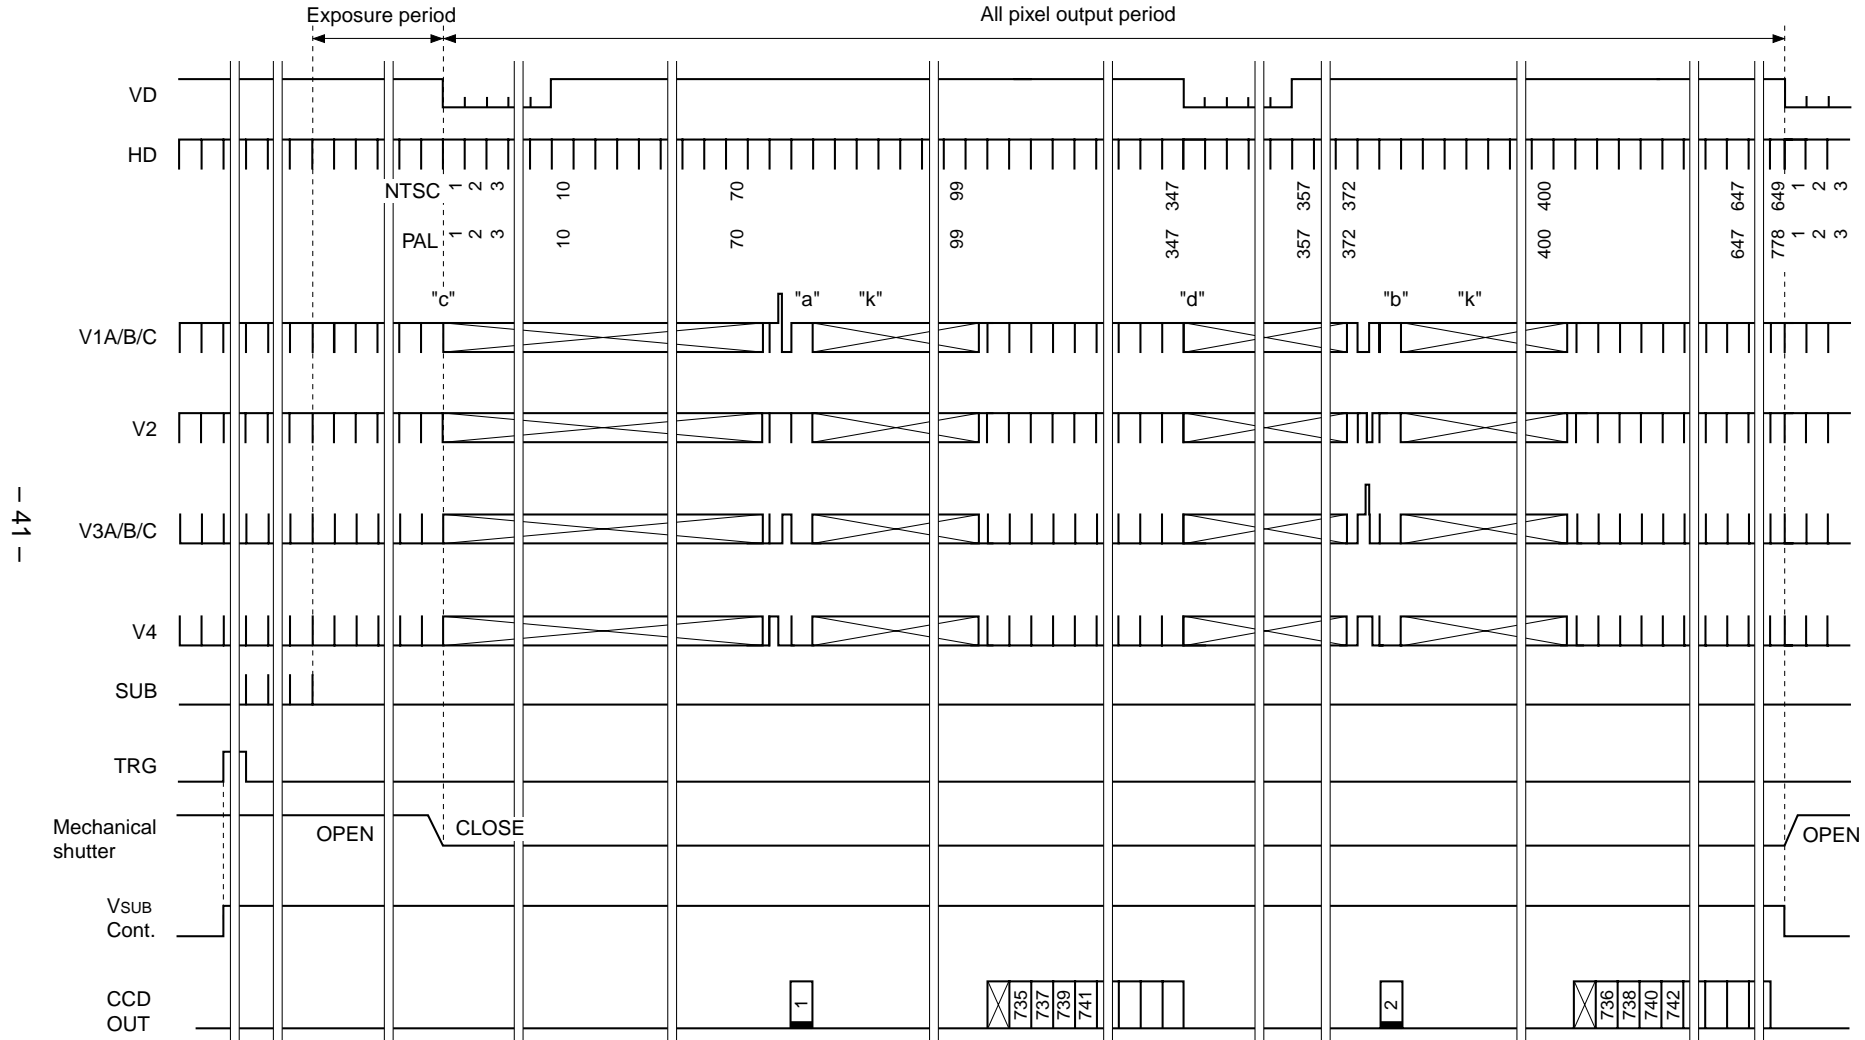 Exposure period
All pixel output period
VD
HD
NTSC 1 2 3 10 70 99 347 357 372 400 647 649 1 2 3
PAL 1 2 3 10 70 99 347 357 372 400 647 778 1 2 3
"c" "a" "k" "d" "b" "k"
V1A/B/C
V2
V3A/B/C
– 41 –
V4
SUB
TRG
Mechanical
shutter
OPEN CLOSE OPEN
VSUB
Cont.
CCD
OUT
1 735 737 739 741 2 736 738 740 742